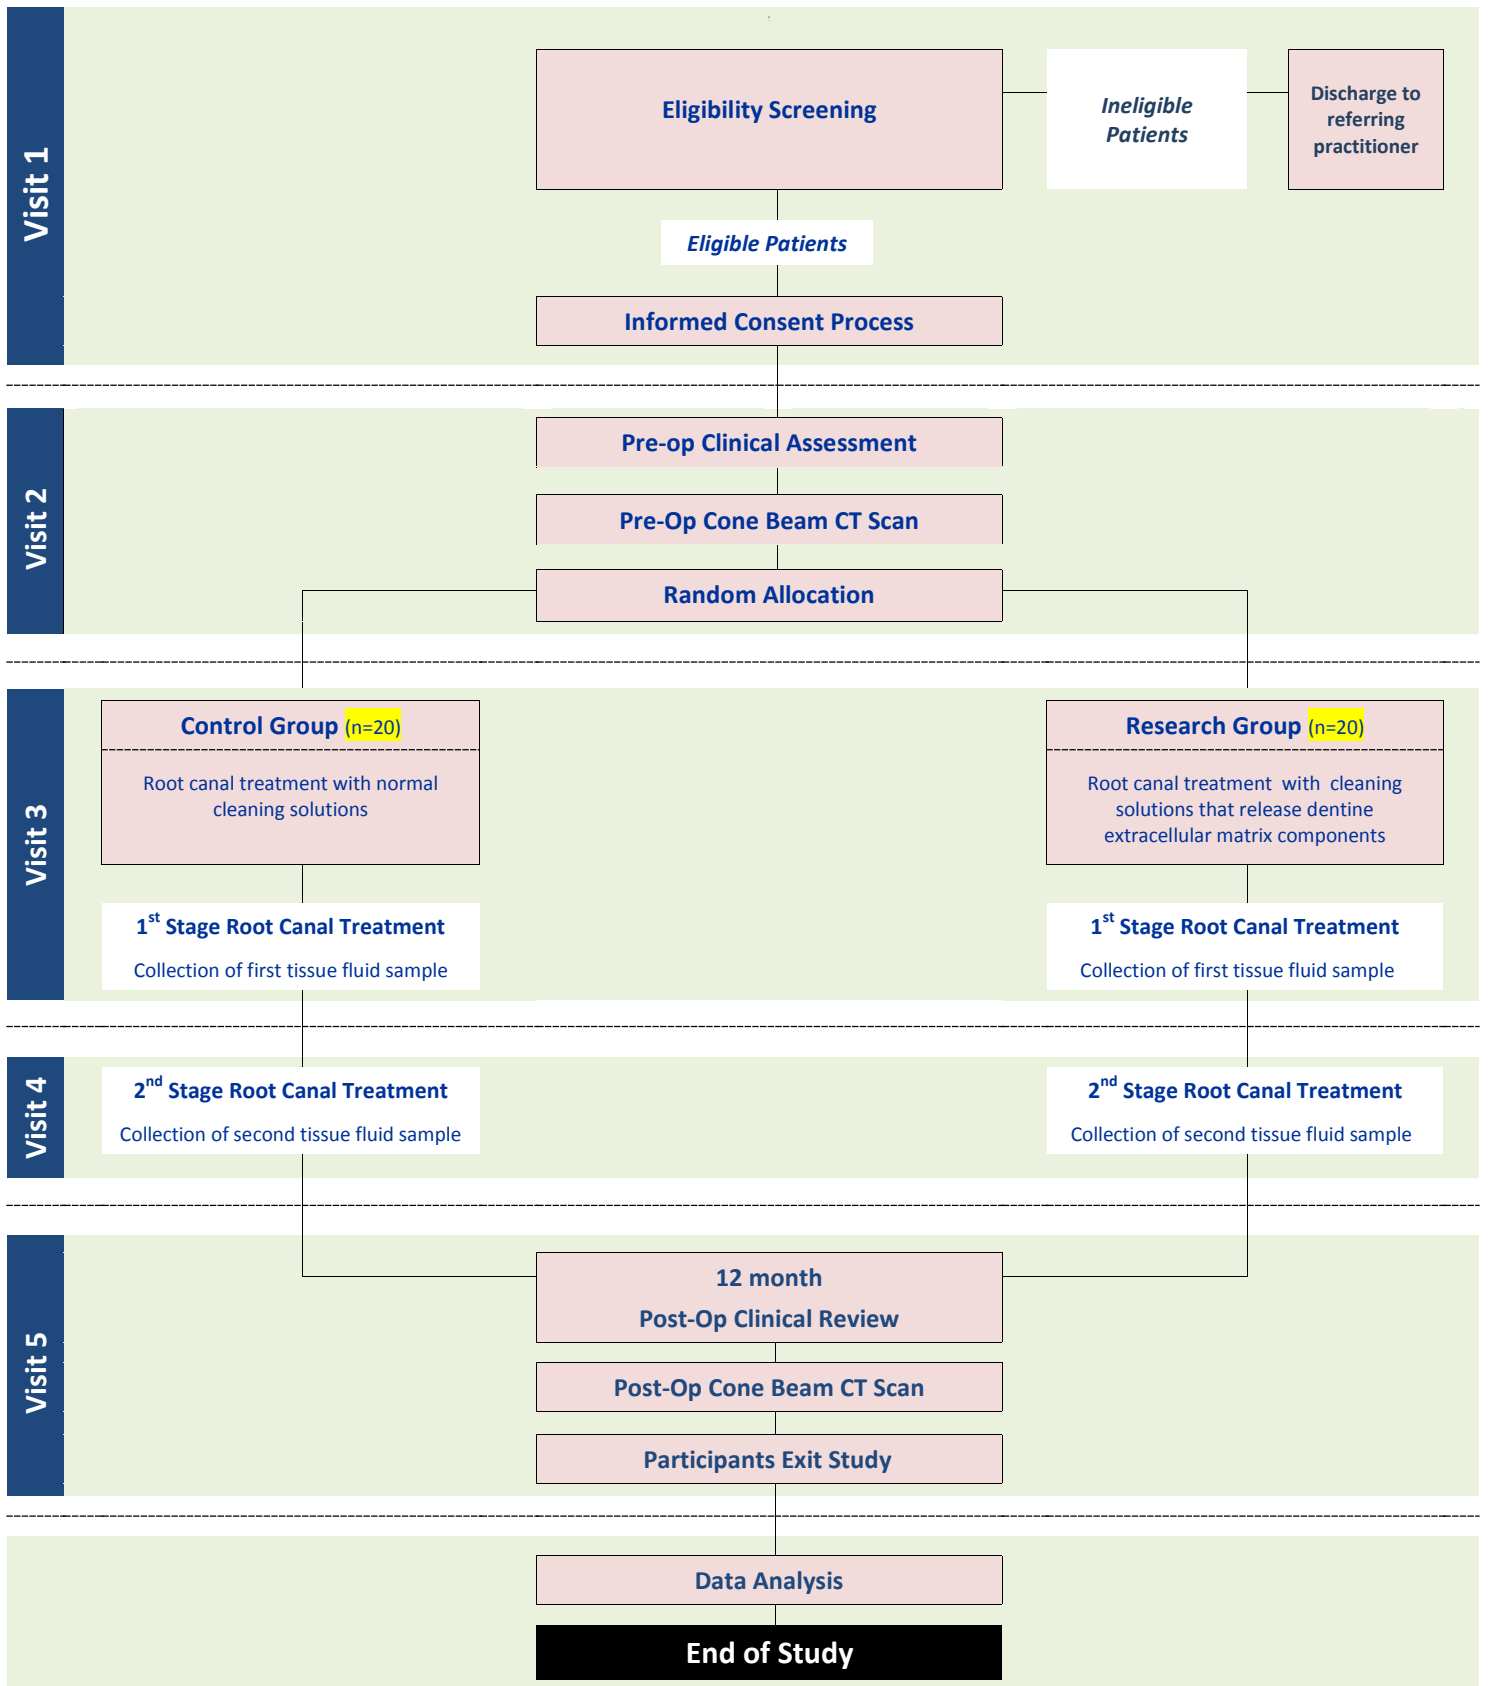 Visit 1
Eligibility Screening
Ineligible
Patients
Discharge to
referring
practitioner
Eligible Patients
Informed Consent Process
Visit 2
Pre-op Clinical Assessment
Pre-Op Cone Beam CT Scan
Random Allocation
Visit 3
Control Group (n=20)
Root canal treatment with normal
cleaning solutions
Research Group (n=20)
Root canal treatment with cleaning
solutions that release dentine
extracellular matrix components
1st Stage Root Canal Treatment
Collection of first tissue fluid sample
1st Stage Root Canal Treatment
Collection of first tissue fluid sample
Visit 4
2nd Stage Root Canal Treatment
Collection of second tissue fluid sample
2nd Stage Root Canal Treatment
Collection of second tissue fluid sample
Visit 5
12 month
Post-Op Clinical Review
Post-Op Cone Beam CT Scan
Participants Exit Study
Data Analysis
End of Study